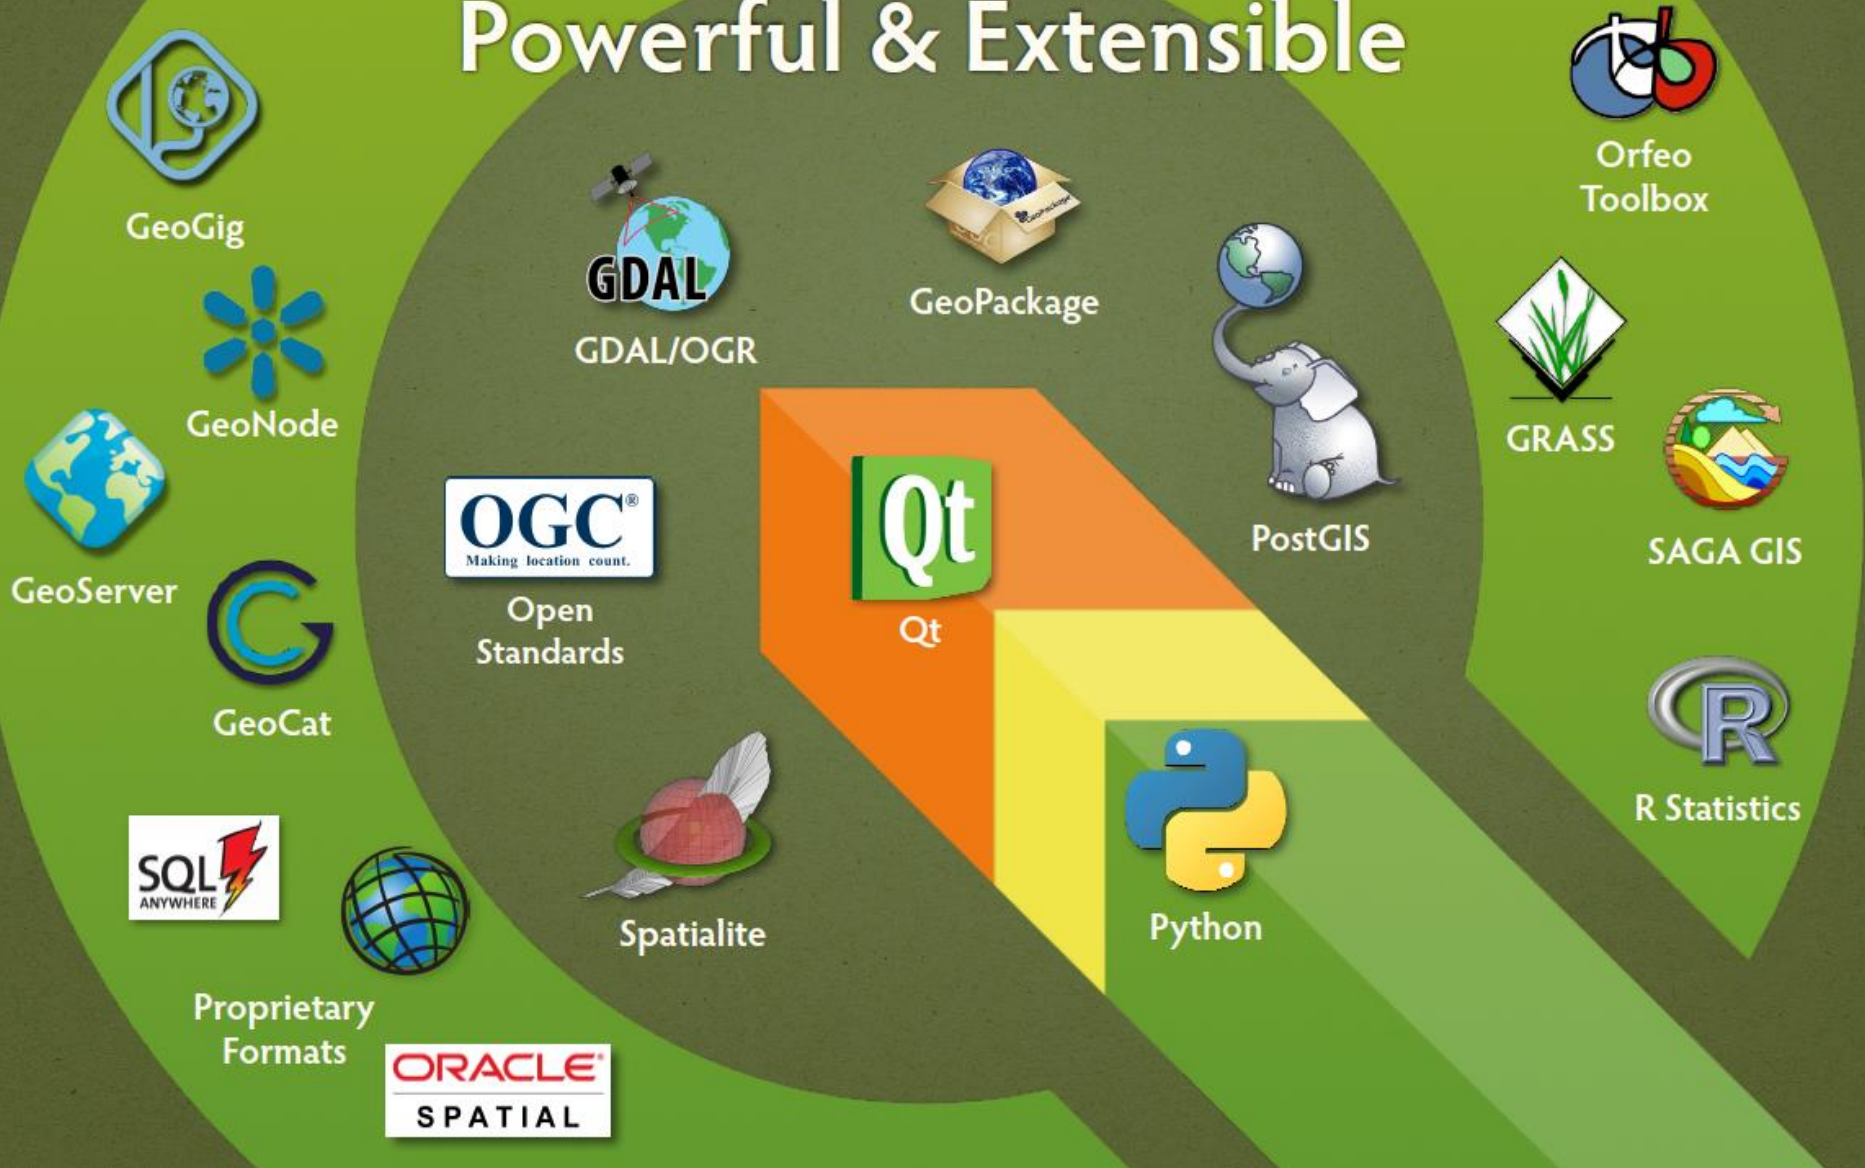 Powerful & Extensible
GeoGig
GeoNode
GeoServer
GeoCat
SQL
ANYWHERE
Proprietary
Formats
ORACLE®
SPATIAL
GDAL
GDAL/OGR
GeoPackage
GeoPackage
OGC®
Making location count.
Open
Standards
Spatialite
Qt
Qt
PostGIS
Python
Orfeo
Toolbox
GRASS
SAGA GIS
R
R Statistics